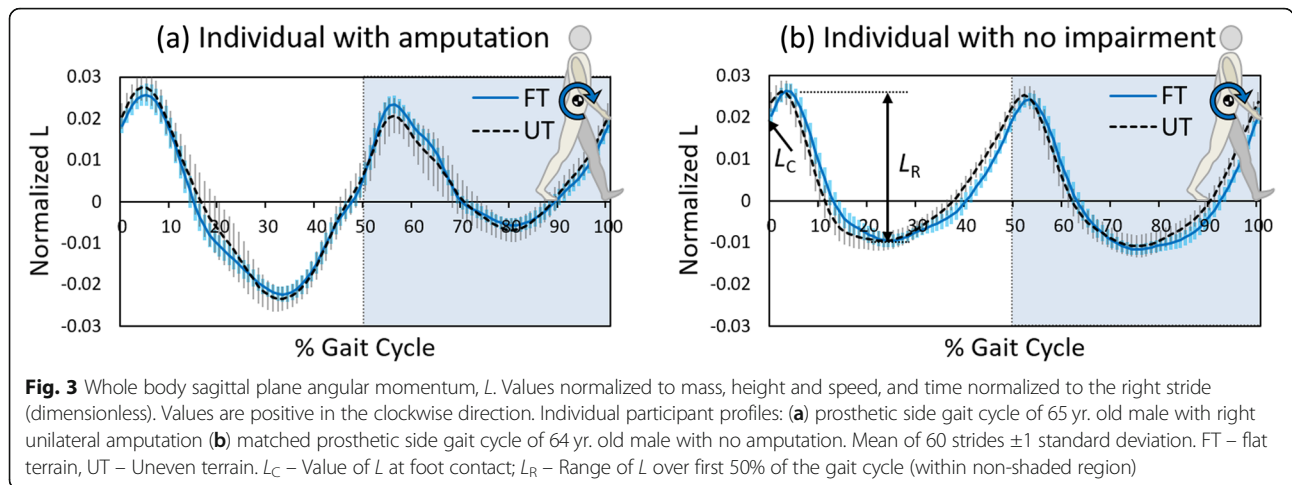 (a) Individual with amputation
(b) Individual with no impairment
0.03
0.02
0.01
0
-0.01
-0.02
-0.03
Normalized L
0 10 20 30 40 50 60 70 80 90 100
% Gait Cycle
FT
UT
0.03
0.02
0.01
0
-0.01
-0.02
-0.03
Normalized L
0 10 20 30 40 50 60 70 80 90 100
% Gait Cycle
FT
UT
LC
LR
Fig. 3 Whole body sagittal plane angular momentum, L. Values normalized to mass, height and speed, and time normalized to the right stride
(dimensionless). Values are positive in the clockwise direction. Individual participant profiles: (a) prosthetic side gait cycle of 65 yr. old male with right
unilateral amputation (b) matched prosthetic side gait cycle of 64 yr. old male with no amputation. Mean of 60 strides ±1 standard deviation. FT – flat
terrain, UT – Uneven terrain. LC – Value of L at foot contact; LR – Range of L over first 50% of the gait cycle (within non-shaded region)